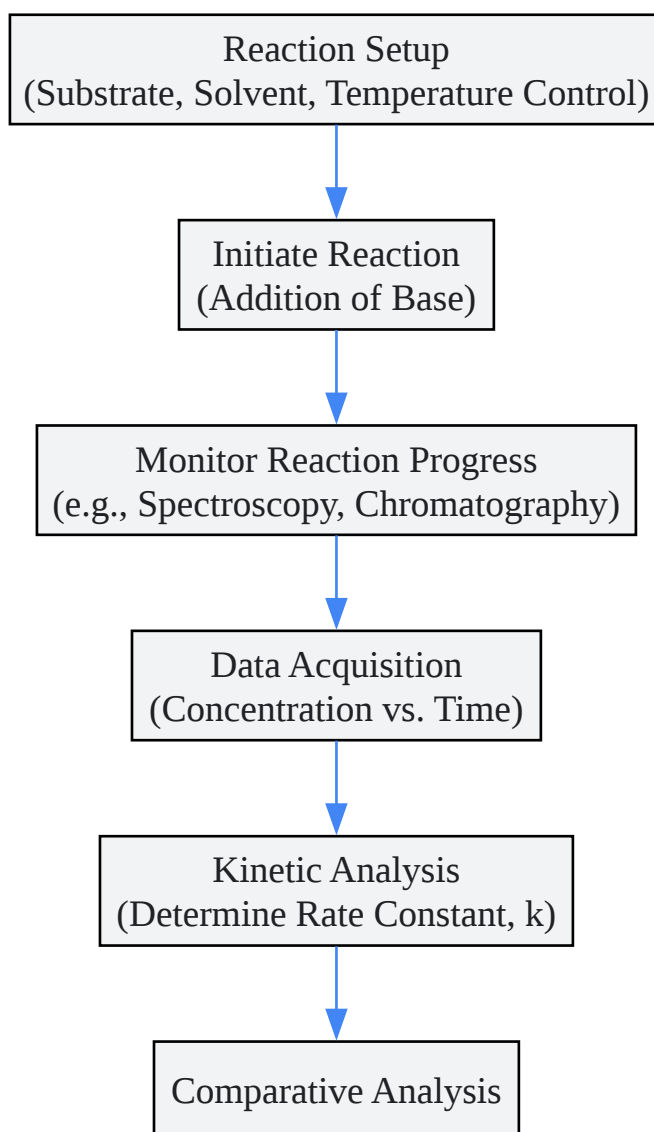 Reaction Setup
(Substrate, Solvent, Temperature Control)
Initiate Reaction
(Addition of Base)
Monitor Reaction Progress
(e.g., Spectroscopy, Chromatography)
Data Acquisition
(Concentration vs. Time)
Kinetic Analysis
(Determine Rate Constant, k)
Comparative Analysis